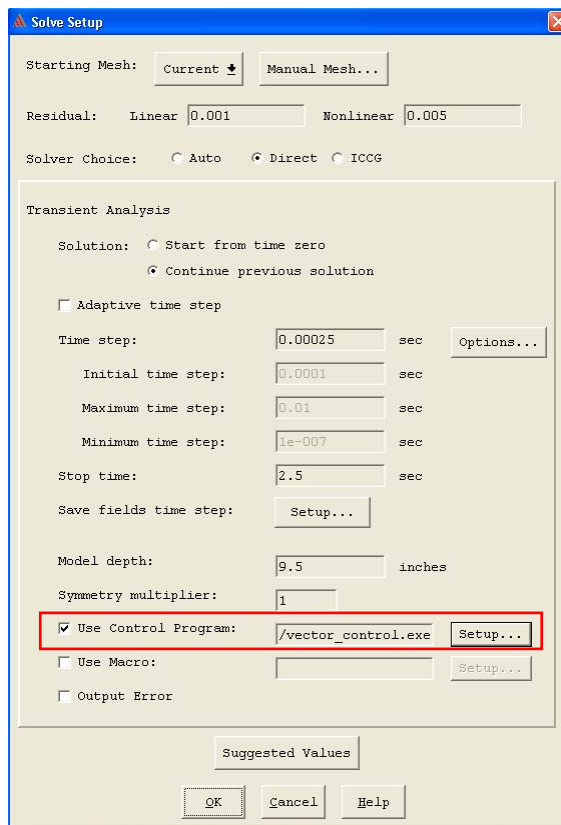 Solve Setup
Starting Mesh: Current Manual Mesh...
Residual: Linear 0.001 Nonlinear 0.005
Solver Choice: Auto Direct ICCG
Transient Analysis
Solution: Start from time zero
Continue previous solution
Adaptive time step
Time step: 0.00025 sec Options...
Initial time step: 0.0001 sec
Maximum time step: 0.01 sec
Minimum time step: 1e-007 sec
Stop time: 2.5 sec
Save fields time step: Setup...
Model depth: 9.5 inches
Symmetry multiplier: 1
Use Control Program: /vector_control.exe Setup...
Use Macro: Setup...
Output Error
Suggested Values
OK Cancel Help